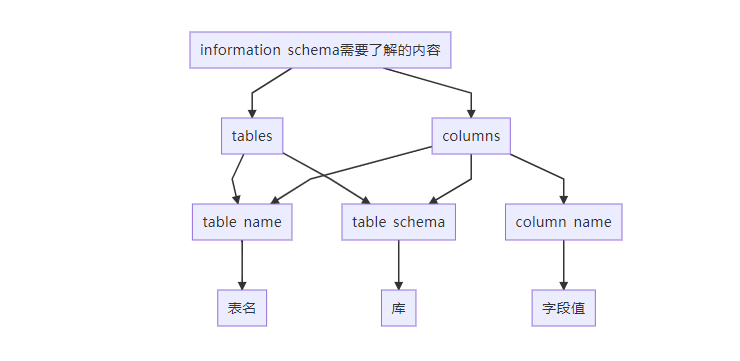 information schema需要了解的内容
tables
columns
table name
table schema
column name
表名
库
字段值